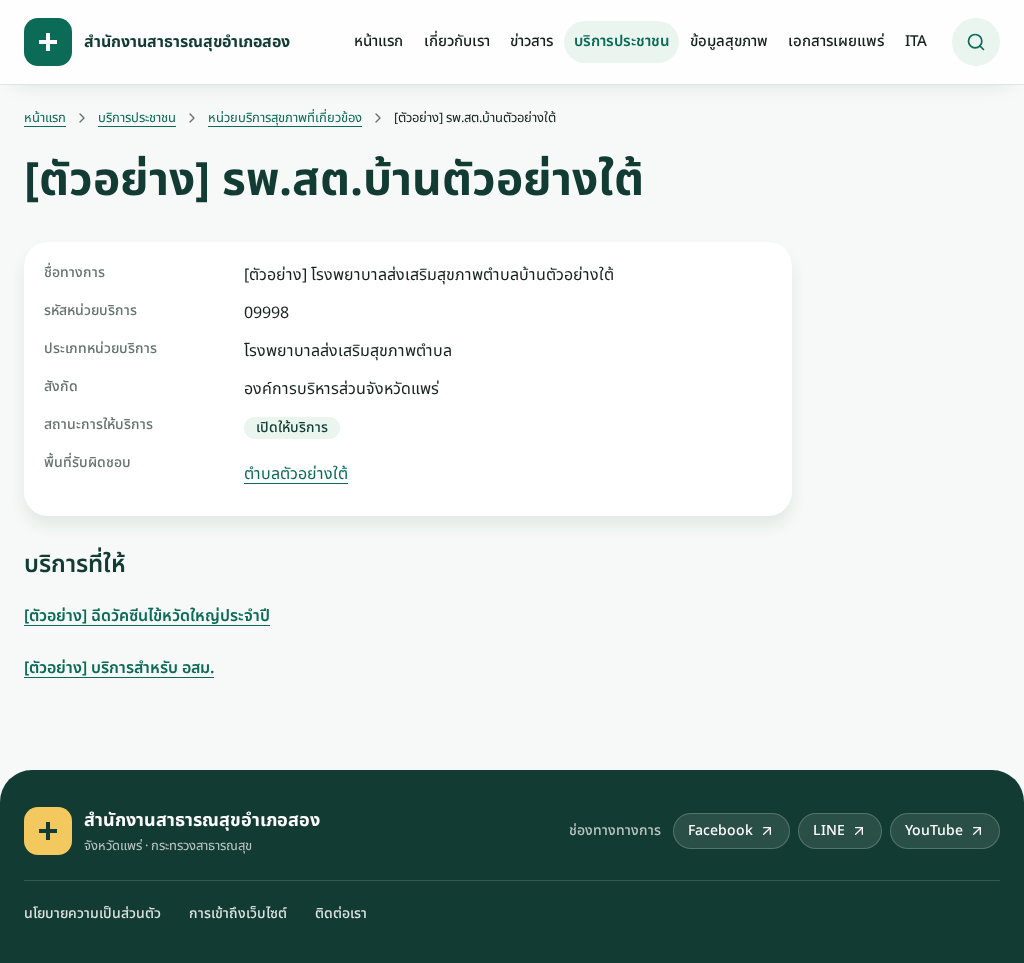 สำนักงานสาธารณสุขอำเภอสอง
หน้าแรก เกี่ยวกับเรา ข่าวสาร บริการประชาชน ข้อมูลสุขภาพ เอกสารเผยแพร่ ITA
หน้าแรก บริการประชาชน หน่วยบริการสุขภาพที่เกี่ยวข้อง [ตัวอย่าง] รพ.สต.บ้านตัวอย่างใต้
[ตัวอย่าง] รพ.สต.บ้านตัวอย่างใต้
ชื่อทางการ [ตัวอย่าง] โรงพยาบาลส่งเสริมสุขภาพตำบลบ้านตัวอย่างใต้
รหัสหน่วยบริการ 09998
ประเภทหน่วยบริการ โรงพยาบาลส่งเสริมสุขภาพตำบล
สังกัด องค์การบริหารส่วนจังหวัดแพร่
สถานะการให้บริการ เปิดให้บริการ
พื้นที่รับผิดชอบ ตำบลตัวอย่างใต้
บริการที่ให้
[ตัวอย่าง] ฉีดวัคซีนไข้หวัดใหญ่ประจำปี
[ตัวอย่าง] บริการสำหรับ อสม.
สำนักงานสาธารณสุขอำเภอสอง
จังหวัดแพร่ · กระทรวงสาธารณสุข
ช่องทางทางการ Facebook LINE YouTube
นโยบายความเป็นส่วนตัว การเข้าถึงเว็บไซต์ ติดต่อเรา